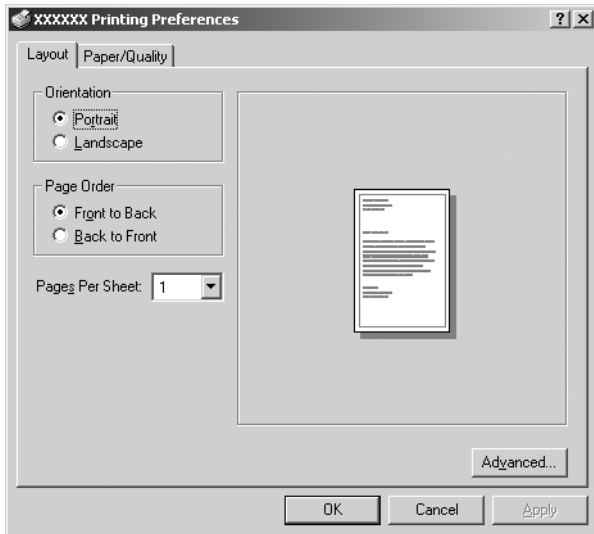 XXXXXX Printing Preferences
Layout Paper/Quality
Orientation
Portrait
Landscape
Page Order
Front to Back
Back to Front
Pages Per Sheet: 1
Advanced...
OK Cancel Apply